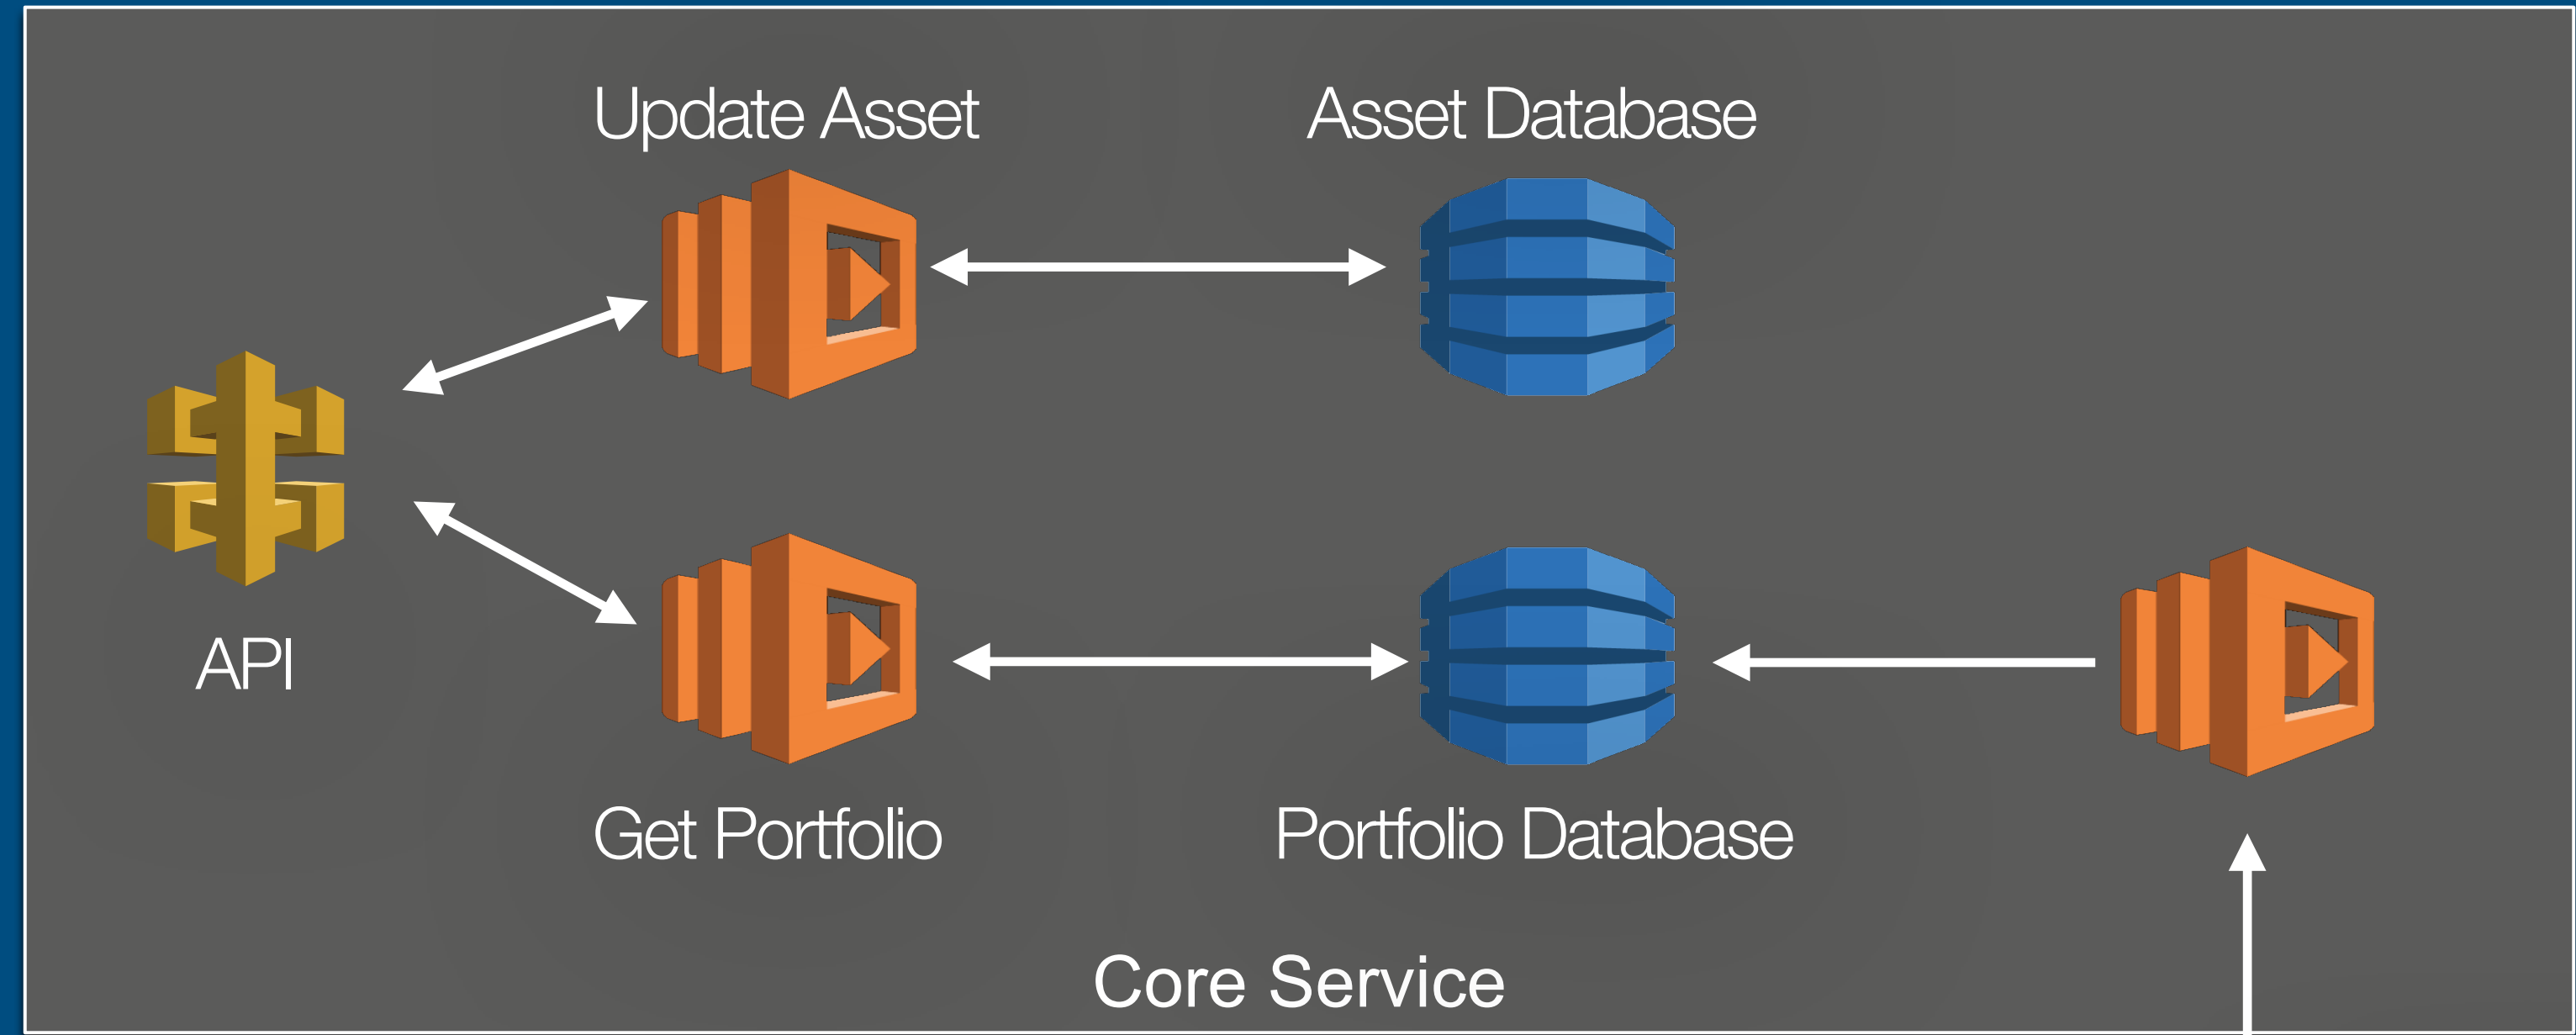 Update Asset
Asset Database
API
Get Portfolio
Portfolio Database
Core Service